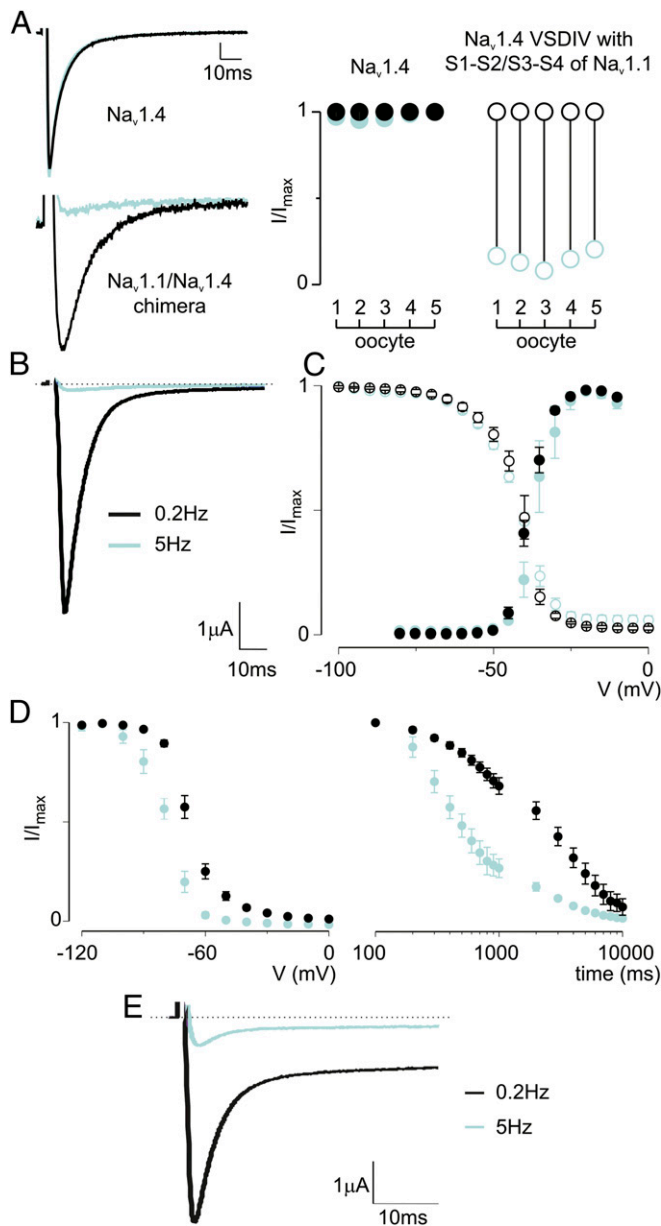 A
10ms
Nav1.4
Nav1.1/Nav1.4
chimera
Nav1.4
Nav1.4 VSDIV with
S1-S2/S3-S4 of Nav1.1
1
I/Imax
0
1 2 3 4 5
oocyte
1 2 3 4 5
oocyte
B
0.2Hz
5Hz
1µA
10ms
C
1
I/Imax
0
-100 -50 0
V (mV)
D
1
I/Imax
0
-120 -60 0
V (mV)
100 1000 10000
time (ms)
E
0.2Hz
5Hz
1µA
10ms